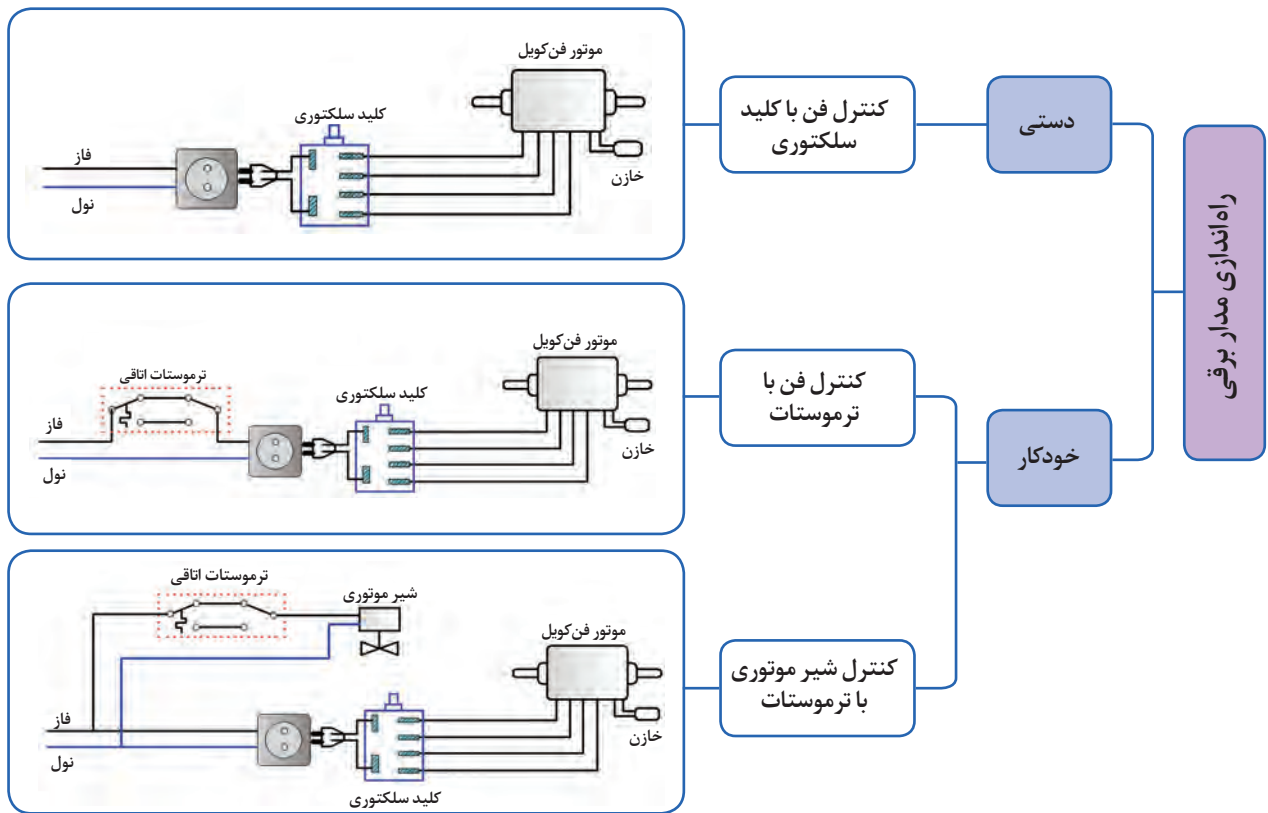 راه‌اندازی مدار برقی
دستی
کنترل فن با کلید
سلکتوری
موتور فن‌کویل
کلید سلکتوری
فاز
نول
خازن
خودکار
کنترل فن با
ترموستات
موتور فن‌کویل
ترموستات اتاقی
کلید سلکتوری
فاز
نول
خازن
کنترل شیر موتوری
با ترموستات
ترموستات اتاقی
شیر موتوری
موتور فن‌کویل
فاز
نول
خازن
کلید سلکتوری